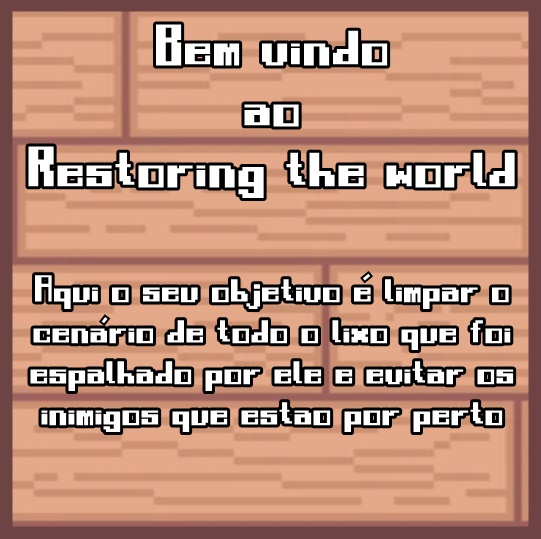 Bem vindo
ao
Restoring the world
Aqui o seu objetivo é limpar o
cenário de todo o lixo que foi
espalhado por ele e evitar os
inimigos que estao por perto